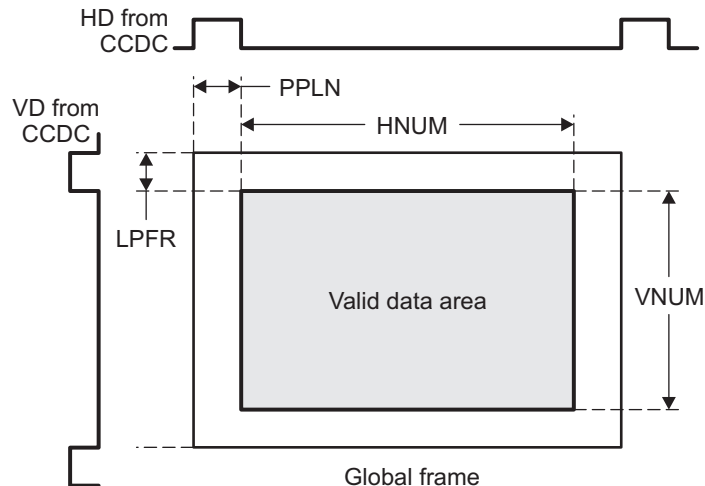 HD from
CCDC
PPLN
VD from
CCDC
HNUM
LPFR
Valid data area
VNUM
Global frame